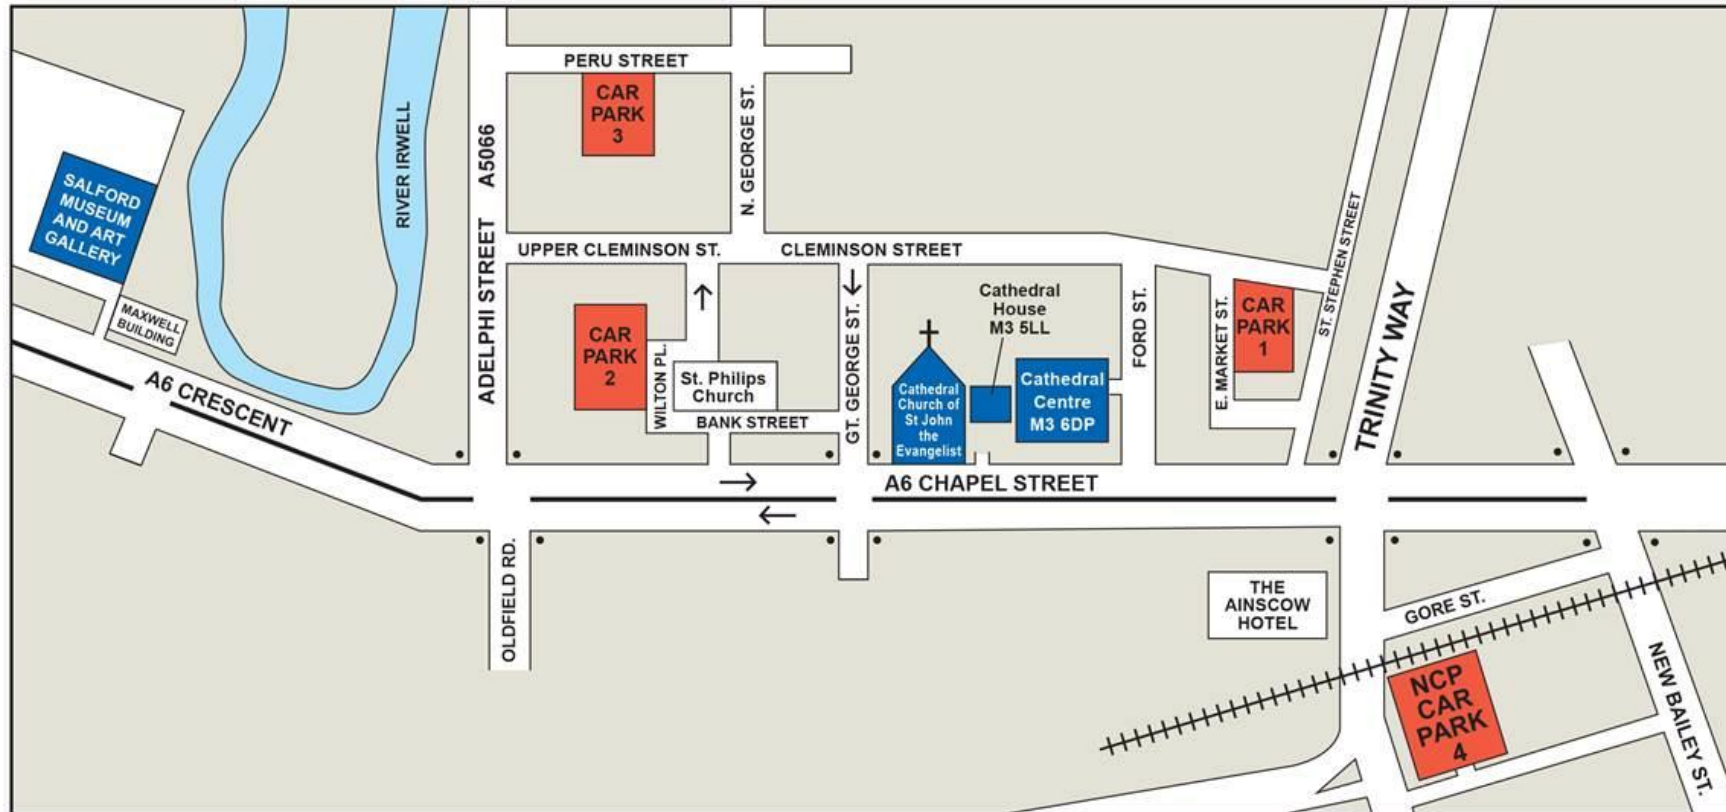 PERU STREET
CAR
PARK
3
N. GEORGE ST.
A5066
ADELPHI STREET
RIVER IRWELL
SALFORD
MUSEUM
AND ART
GALLERY
MAXWELL
BUILDING
A6 CRESCENT
UPPER CLEMINSON ST.
CLEMINSON STREET
CAR
PARK
2
WILTON PL.
St. Philips
Church
BANK STREET
GT. GEORGE ST.
Cathedral
Church of
St John
the
Evangelist
Cathedral
House
M3 5LL
Cathedral
Centre
M3 6DP
FORD ST.
E. MARKET ST.
CAR
PARK
1
ST. STEPHEN STREET
TRINITY WAY
A6 CHAPEL STREET
OLDFIELD RD.
THE
AINSCOW
HOTEL
GORE ST.
NCP
CAR
PARK
4
NEW BAILEY ST.